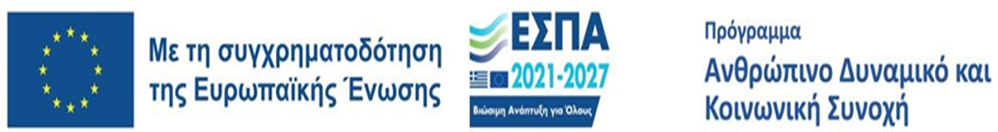 Με τη συγχρηματοδότηση
της Ευρωπαϊκής Ένωσης
ΕΣΠΑ
2021-2027
Βιώσιμη Ανάπτυξη για Όλους
Πρόγραμμα
Ανθρώπινο Δυναμικό και
Κοινωνική Συνοχή